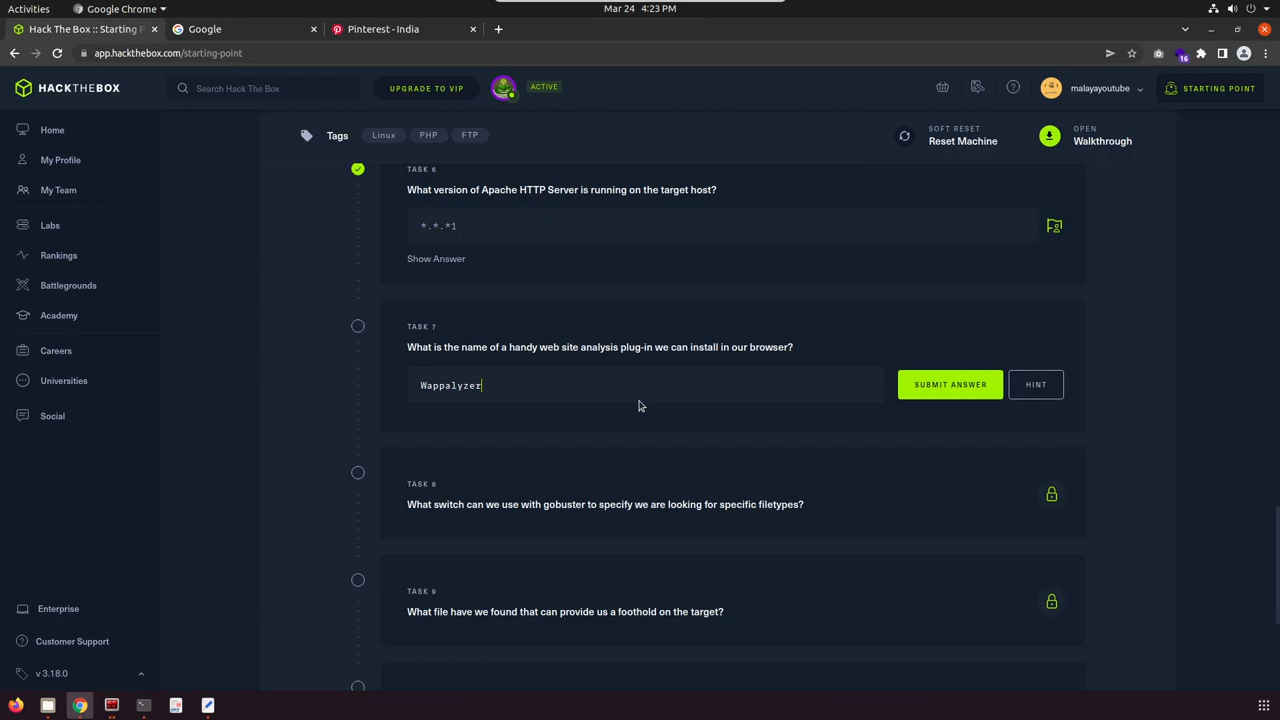 Activities
Google Chrome
Mar 24 4:23 PM
Hack The Box :: Starting P
Google
Pinterest - India
app.hackthebox.com/starting-point
16
HACKTHEBOX
Search Hack The Box
UPGRADE TO VIP
ACTIVE
malayayoutube
STARTING POINT
Home
My Profile
My Team
Labs
Rankings
Battlegrounds
Academy
Careers
Universities
Social
Enterprise
Customer Support
v 3.18.0
Tags
Linux
PHP
FTP
SOFT RESET
Reset Machine
OPEN
Walkthrough
TASK 6
What version of Apache HTTP Server is running on the target host?
*.*.*1
Show Answer
TASK 7
What is the name of a handy web site analysis plug-in we can install in our browser?
Wappalyzer
SUBMIT ANSWER
HINT
TASK 8
What switch can we use with gobuster to specify we are looking for specific filetypes?
TASK 9
What file have we found that can provide us a foothold on the target?